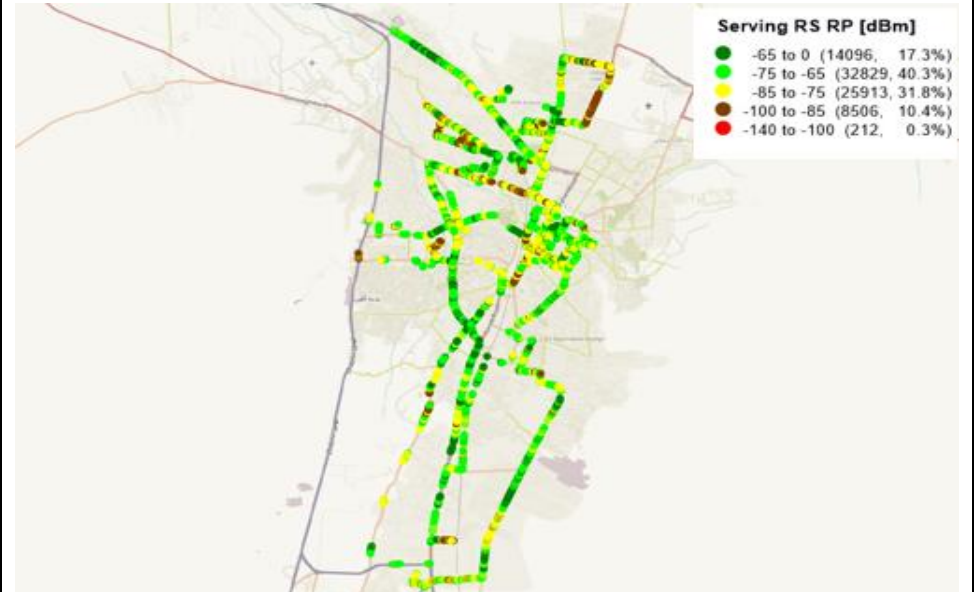 Serving RS RP [dBm]
-65 to 0 (14096, 17.3%)
-75 to -65 (32829, 40.3%)
-85 to -75 (25913, 31.8%)
-100 to -85 (8506, 10.4%)
-140 to -100 (212, 0.3%)